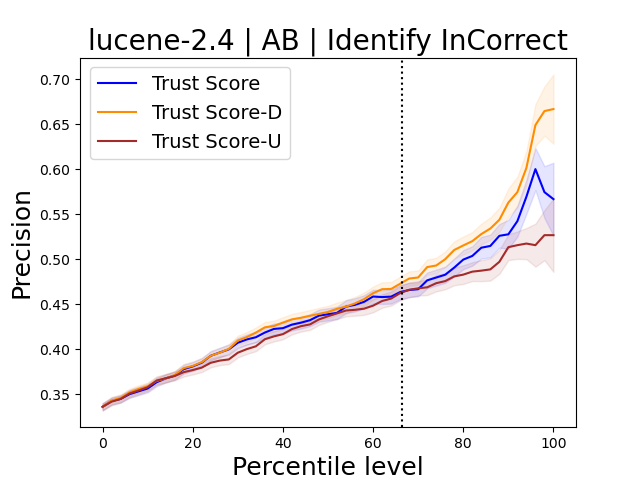 lucene-2.4 | AB | Identify InCorrect
Trust Score
Trust Score-D
Trust Score-U
Precision
0.70
0.65
0.60
0.55
0.50
0.45
0.40
0.35
0 20 40 60 80 100
Percentile level